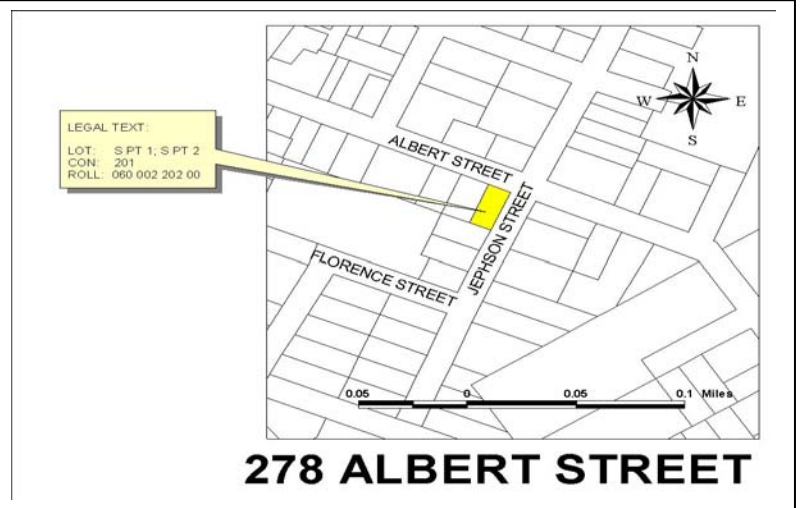 LEGAL TEXT:
LOT: S PT 1; S PT 2
CON: 201
ROLL: 060 002 202 00
N
W E
S
ALBERT STREET
JEPHSON STREET
FLORENCE STREET
0.05 0 0.05 0.1 Miles
278 ALBERT STREET